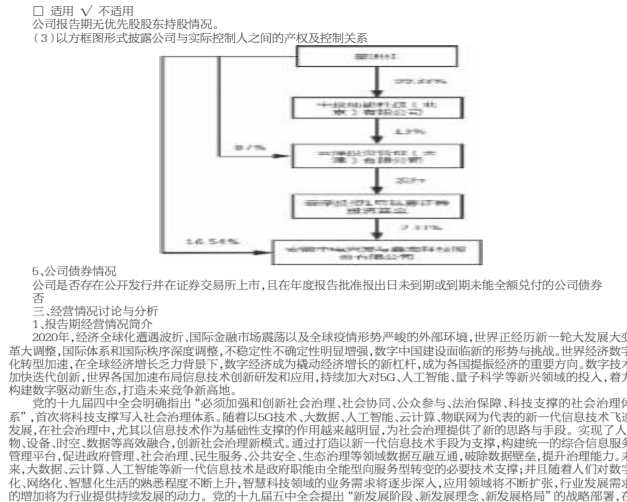 □ 适用 √ 不适用
公司报告期无优先股股东持股情况。
(3)以方框图形式披露公司与实际控制人之间的产权及控制关系
87%
16.54%
5、公司债券情况
公司是否存在公开发行并在证券交易所上市，且在年度报告批准报出日未到期或到期未能全额兑付的公司债券
否
三、经营情况讨论与分析
1、报告期经营情况简介
2020年，经济全球化遭遇波折、国际金融市场震荡以及全球疫情形势严峻的外部环境，世界正经历新一轮大发展大变
革大调整，国际体系和国际秩序深度调整，不稳定性不确定性明显增强，数字中国建设面临新的形势与挑战。世界经济数字
化转型加速，在全球经济增长乏力背景下，数字经济成为撬动经济增长的新杠杆，成为各国提振经济的重要方向。数字技术
加快迭代创新，世界各国加速布局信息技术创新研发和应用，持续加大对5G、人工智能、量子科学等新兴领域的投入，着力
构建数字驱动新生态，打造未来竞争新高地。
党的十九届四中全会明确指出“必须加强和创新社会治理、社会协同、公众参与、法治保障、科技支撑的社会治理体
系”，首次将科技支撑写入社会治理体系。随着以5G技术、大数据、人工智能、云计算、物联网为代表的新一代信息技术飞速
发展，在社会治理中，尤其以信息技术作为基础性支撑的作用越来越明显，为社会治理提供了新的思路与手段。实现了人、
物、设备、时空、数据等高效融合，创新社会治理新模式。通过打造以新一代信息技术手段为支撑，构建统一的综合信息服务
管理平台，促进政府管理、社会治理、民生服务、公共安全、生态治理等领域数据互融互通，破除数据壁垒，提升治理能力。未
来，大数据、云计算、人工智能等新一代信息技术是政府职能由全能型向服务型转变的必要技术支撑；并且随着人们对数字
化、网络化、智慧化生活的熟悉程度不断上升，智慧科技领域的业务需求将逐步深入，应用领域将不断扩张，行业发展需求
的增加将为行业提供持续发展的动力。党的十九届五中全会提出“新发展阶段、新发展理念、新发展格局”的战略部署，在